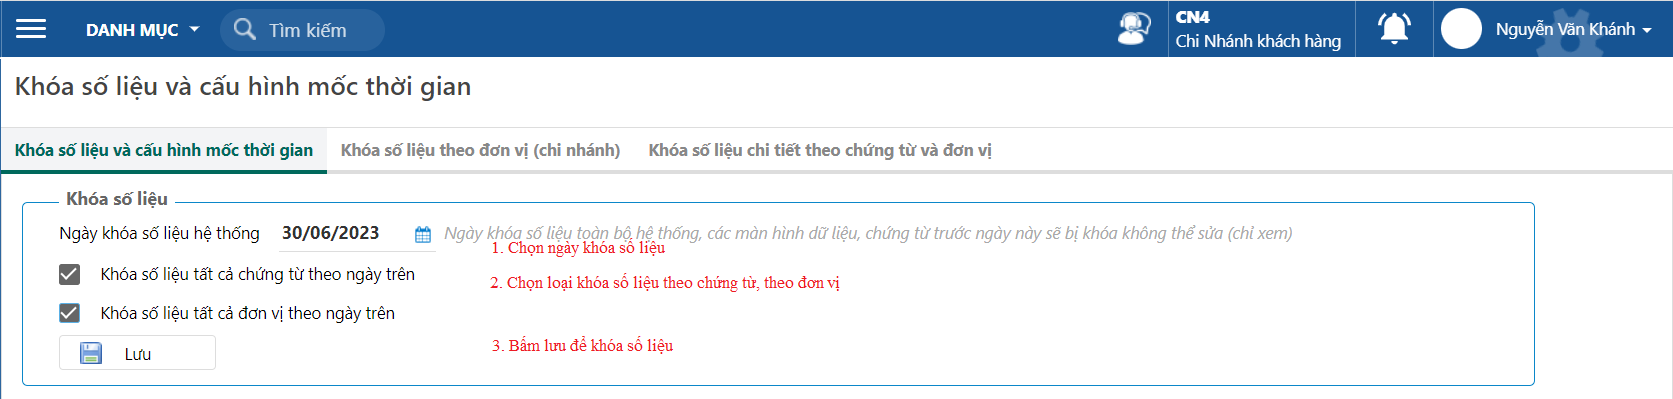 DANH MỤC
Tìm kiếm
CN4
Chi Nhánh khách hàng
Nguyễn Văn Khánh
Khóa số liệu và cấu hình mốc thời gian
Khóa số liệu và cấu hình mốc thời gian
Khóa số liệu theo đơn vị (chi nhánh)
Khóa số liệu chi tiết theo chứng từ và đơn vị
Khóa số liệu
Ngày khóa số liệu hệ thống
30/06/2023
Ngày khóa số liệu toàn bộ hệ thống, các màn hình dữ liệu, chứng từ trước ngày này sẽ bị khóa không thể sửa (chỉ xem)
1. Chọn ngày khóa số liệu
Khóa số liệu tất cả chứng từ theo ngày trên
2. Chọn loại khóa số liệu theo chứng từ, theo đơn vị
Khóa số liệu tất cả đơn vị theo ngày trên
Lưu
3. Bấm lưu để khóa số liệu